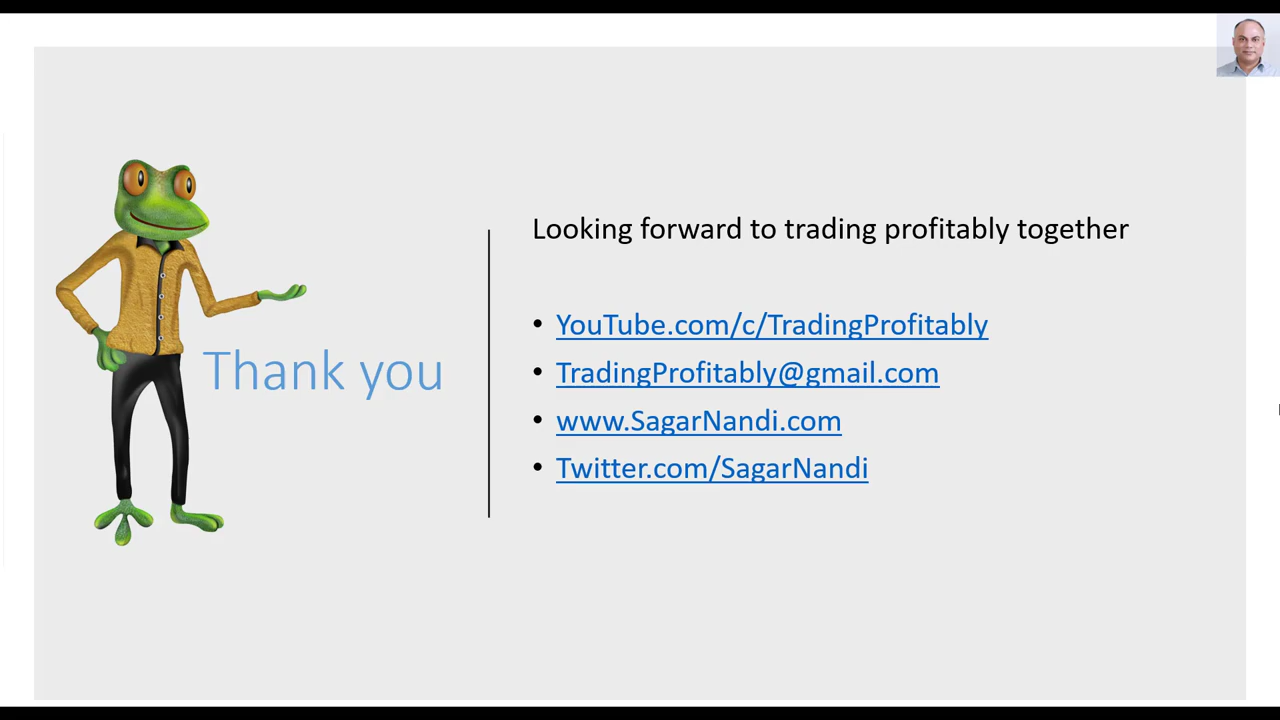 Thank you
Looking forward to trading profitably together
• YouTube.com/c/TradingProfitably
• TradingProfitably@gmail.com
• www.SagarNandi.com
• Twitter.com/SagarNandi